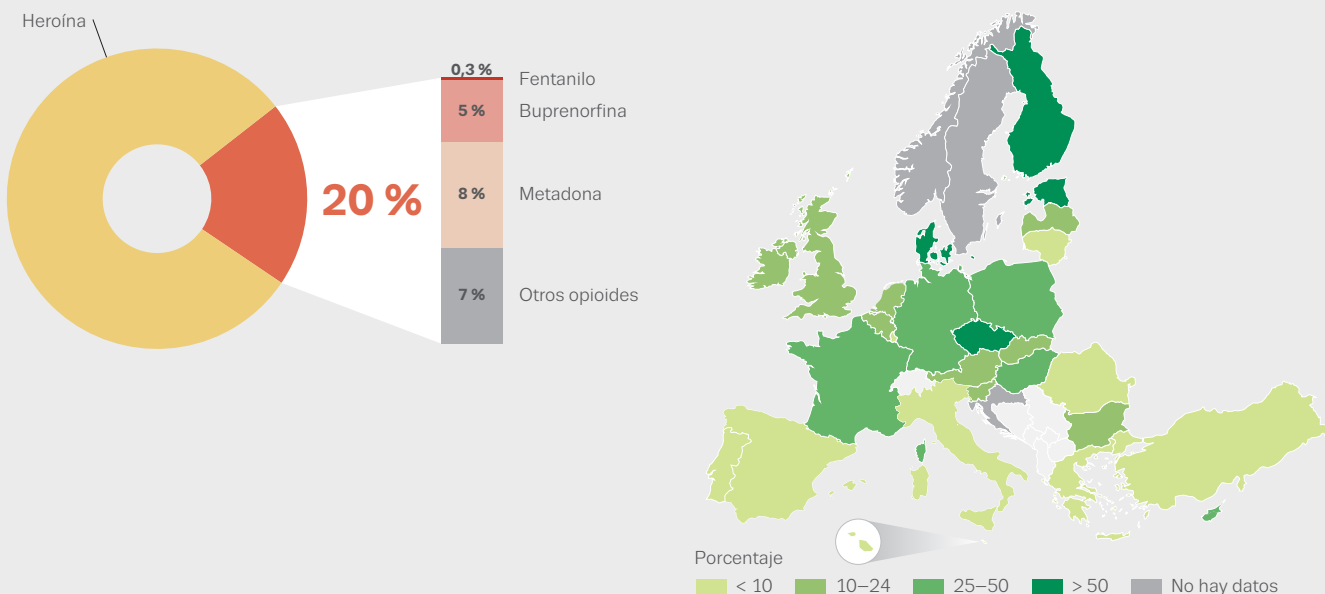 Heroína
20 %
0,3 % Fentanilo
5 % Buprenorfina
8 % Metadona
7 % Otros opioides
Porcentaje
< 10 10–24 25–50 > 50 No hay datos